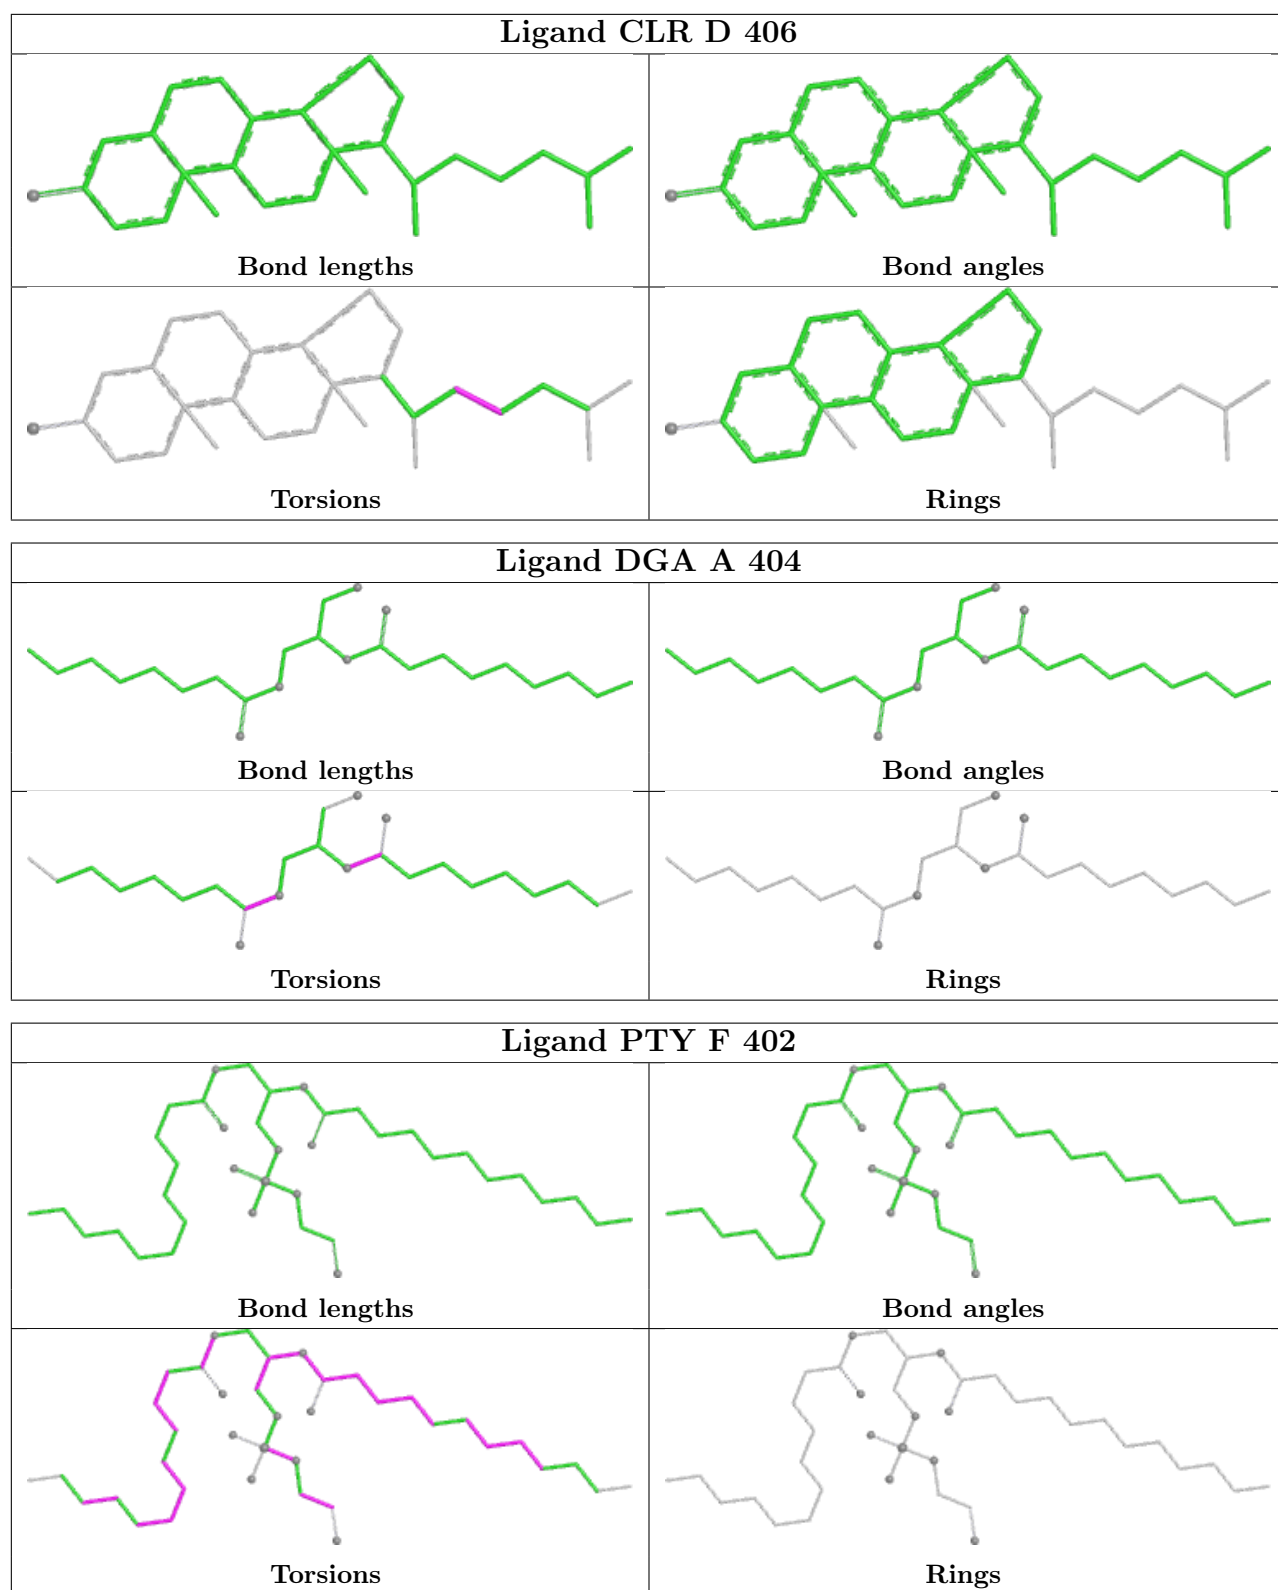 Ligand CLR D 406
Bond lengths
Bond angles
Torsions
Rings
Ligand DGA A 404
Bond lengths
Bond angles
Torsions
Rings
Ligand PTY F 402
Bond lengths
Bond angles
Torsions
Rings